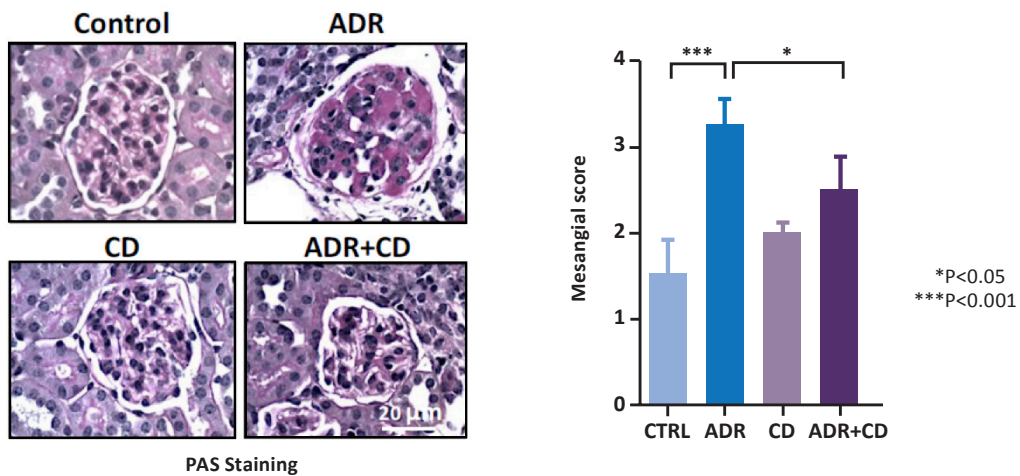 Control
ADR
CD
ADR+CD
20 μm
PAS Staining
Mesangial score
4
3
2
1
0
***
*
CTRL
ADR
CD
ADR+CD
*P<0.05
***P<0.001